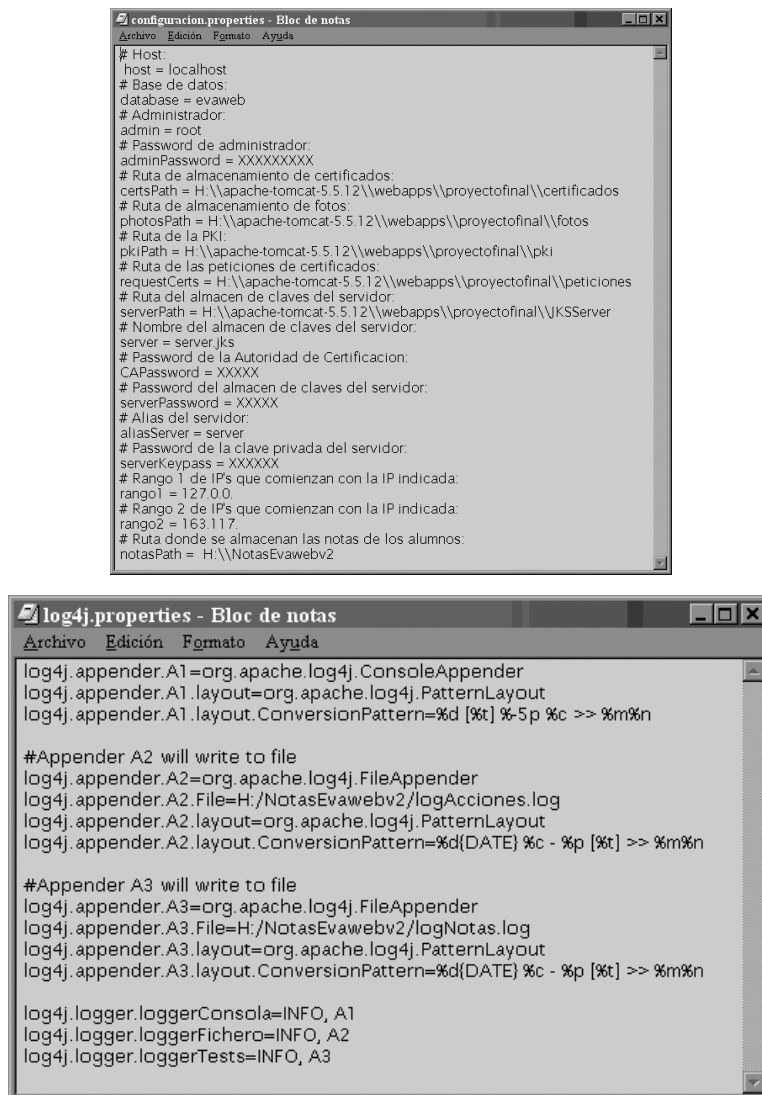 configuracion.properties - Bloc de notas
Archivo Edición Formato Ayuda
# Host:
host = localhost
# Base de datos:
database = evaweb
# Administrador:
admin = root
# Password de administrador:
adminPassword = XXXXXXXXX
# Ruta de almacenamiento de certificados:
certsPath = H:\\apache-tomcat-5.5.12\\webapps\\proyectofinal\\certificados
# Ruta de almacenamiento de fotos:
photosPath = H:\\apache-tomcat-5.5.12\\webapps\\proyectofinal\\fotos
# Ruta de la PKI:
pkiPath = H:\\apache-tomcat-5.5.12\\webapps\\proyectofinal\\pki
# Ruta de las peticiones de certificados:
requestCerts = H:\\apache-tomcat-5.5.12\\webapps\\proyectofinal\\peticiones
# Ruta del almacen de claves del servidor:
serverPath = H:\\apache-tomcat-5.5.12\\webapps\\proyectofinal\\JKSServer
# Nombre del almacen de claves del servidor:
server = server.jks
# Password de la Autoridad de Certificacion:
CAPassword = XXXXX
# Password del almacen de claves del servidor:
serverPassword = XXXXX
# Alias del servidor:
aliasServer = server
# Password de la clave privada del servidor:
serverKeypass = XXXXXX
# Rango 1 de IP's que comienzan con la IP indicada:
rango1 = 127.0.0.
# Rango 2 de IP's que comienzan con la IP indicada:
rango2 = 163.117.
# Ruta donde se almacenan las notas de los alumnos:
notasPath = H:\\NotasEvawebv2
log4j.properties - Bloc de notas
Archivo Edición Formato Ayuda
log4j.appender.A1=org.apache.log4j.ConsoleAppender
log4j.appender.A1.layout=org.apache.log4j.PatternLayout
log4j.appender.A1.layout.ConversionPattern=%d [%t] %-5p %c >> %m%n
#Appender A2 will write to file
log4j.appender.A2=org.apache.log4j.FileAppender
log4j.appender.A2.File=H:/NotasEvawebv2/logAcciones.log
log4j.appender.A2.layout=org.apache.log4j.PatternLayout
log4j.appender.A2.layout.ConversionPattern=%d{DATE} %c - %p [%t] >> %m%n
#Appender A3 will write to file
log4j.appender.A3=org.apache.log4j.FileAppender
log4j.appender.A3.File=H:/NotasEvawebv2/logNotas.log
log4j.appender.A3.layout=org.apache.log4j.PatternLayout
log4j.appender.A3.layout.ConversionPattern=%d{DATE} %c - %p [%t] >> %m%n
log4j.logger.loggerConsola=INFO, A1
log4j.logger.loggerFichero=INFO, A2
log4j.logger.loggerTests=INFO, A3